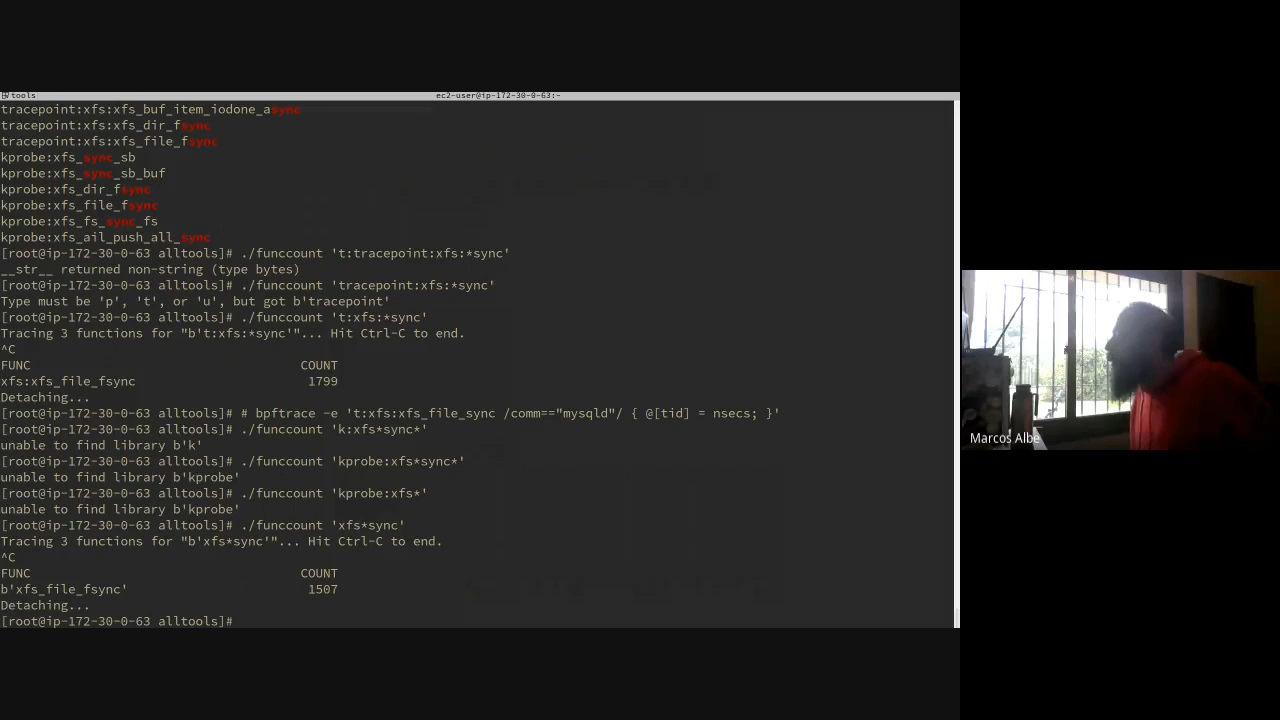 tools
ec2-user@ip-172-30-0-63:~
tracepoint:xfs:xfs_buf_item_iodone_async
tracepoint:xfs:xfs_dir_fsync
tracepoint:xfs:xfs_file_fsync
kprobe:xfs_sync_sb
kprobe:xfs_sync_sb_buf
kprobe:xfs_dir_fsync
kprobe:xfs_file_fsync
kprobe:xfs_fs_sync_fs
kprobe:xfs_ail_push_all_sync
[root@ip-172-30-0-63 alltools]# ./funccount 't:tracepoint:xfs:*sync'
__str__ returned non-string (type bytes)
[root@ip-172-30-0-63 alltools]# ./funccount 'tracepoint:xfs:*sync'
Type must be 'p', 't', or 'u', but got b'tracepoint'
[root@ip-172-30-0-63 alltools]# ./funccount 't:xfs:*sync'
Tracing 3 functions for "b't:xfs:*sync'"... Hit Ctrl-C to end.
^C
FUNC COUNT
xfs:xfs_file_fsync 1799
Detaching...
[root@ip-172-30-0-63 alltools]# # bpftrace -e 't:xfs:xfs_file_sync /comm=="mysqld"/ { @[tid] = nsecs; }'
[root@ip-172-30-0-63 alltools]# ./funccount 'k:xfs*sync*'
unable to find library b'k'
[root@ip-172-30-0-63 alltools]# ./funccount 'kprobe:xfs*sync*'
unable to find library b'kprobe'
[root@ip-172-30-0-63 alltools]# ./funccount 'kprobe:xfs*'
unable to find library b'kprobe'
[root@ip-172-30-0-63 alltools]# ./funccount 'xfs*sync'
Tracing 3 functions for "b'xfs*sync'"... Hit Ctrl-C to end.
^C
FUNC COUNT
b'xfs_file_fsync' 1507
Detaching...
[root@ip-172-30-0-63 alltools]#
Marcos Albe